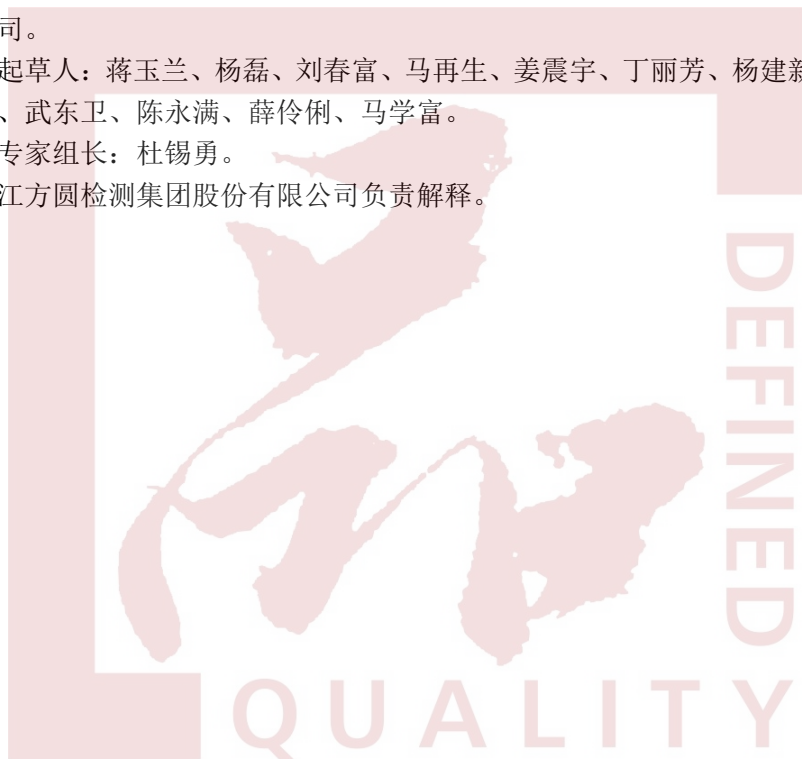 司。
起草人：蒋玉兰、杨磊、刘春富、马再生、姜震宇、丁丽芳、杨建新
、武东卫、陈永满、薛伶俐、马学富。
专家组长：杜锡勇。
江方圆检测集团股份有限公司负责解释。
DEFINED
QUALITY